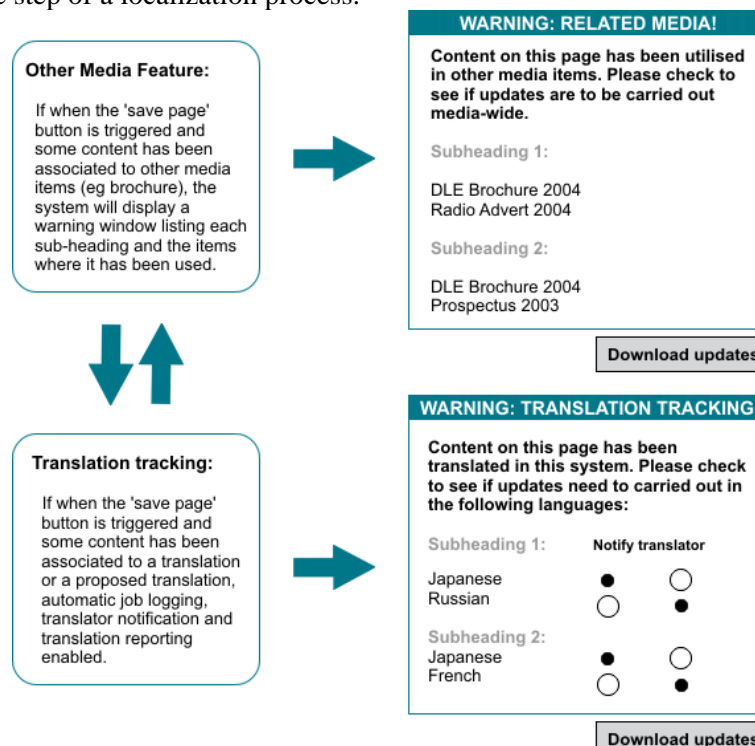 step of a localization process.
Other Media Feature:
If when the 'save page'
button is triggered and
some content has been
associated to other media
items (eg brochure), the
system will display a
warning window listing each
sub-heading and the items
where it has been used.
WARNING: RELATED MEDIA!
Content on this page has been utilised
in other media items. Please check to
see if updates are to be carried out
media-wide.
Subheading 1:
DLE Brochure 2004
Radio Advert 2004
Subheading 2:
DLE Brochure 2004
Prospectus 2003
Download updates
Translation tracking:
If when the 'save page'
button is triggered and
some content has been
associated to a translation
or a proposed translation,
automatic job logging,
translator notification and
translation reporting
enabled.
WARNING: TRANSLATION TRACKING
Content on this page has been
translated in this system. Please check
to see if updates need to carried out in
the following languages:
Subheading 1: Notify translator
Japanese
Russian
Subheading 2:
Japanese
French
Download updates